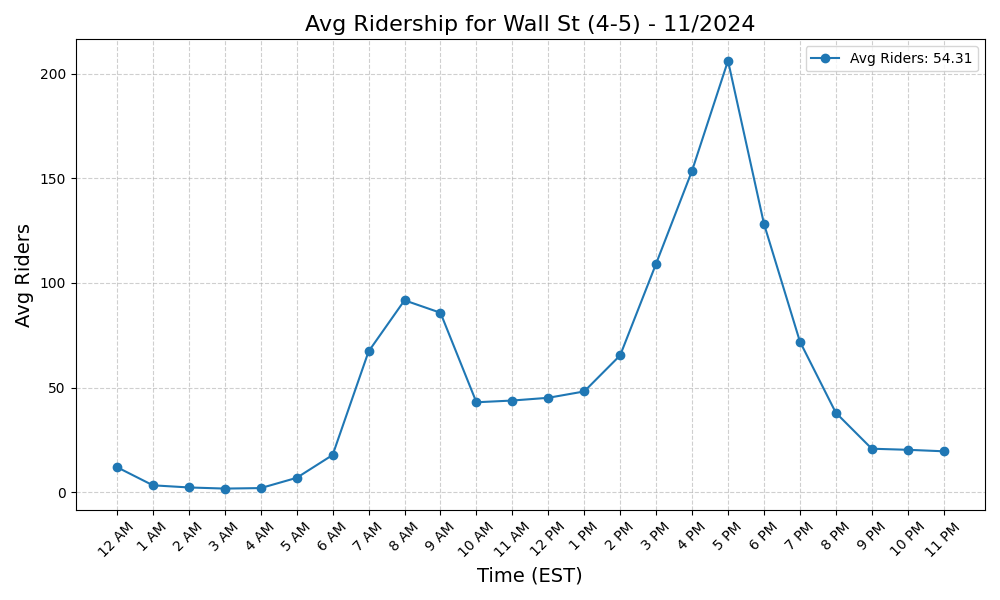 Avg Ridership for Wall St (4-5) - 11/2024
Avg Riders: 54.31
Avg Riders
200
150
100
50
0
12 AM
1 AM
2 AM
3 AM
4 AM
5 AM
6 AM
7 AM
8 AM
9 AM
10 AM
11 AM
12 PM
1 PM
2 PM
3 PM
4 PM
5 PM
6 PM
7 PM
8 PM
9 PM
10 PM
11 PM
Time (EST)